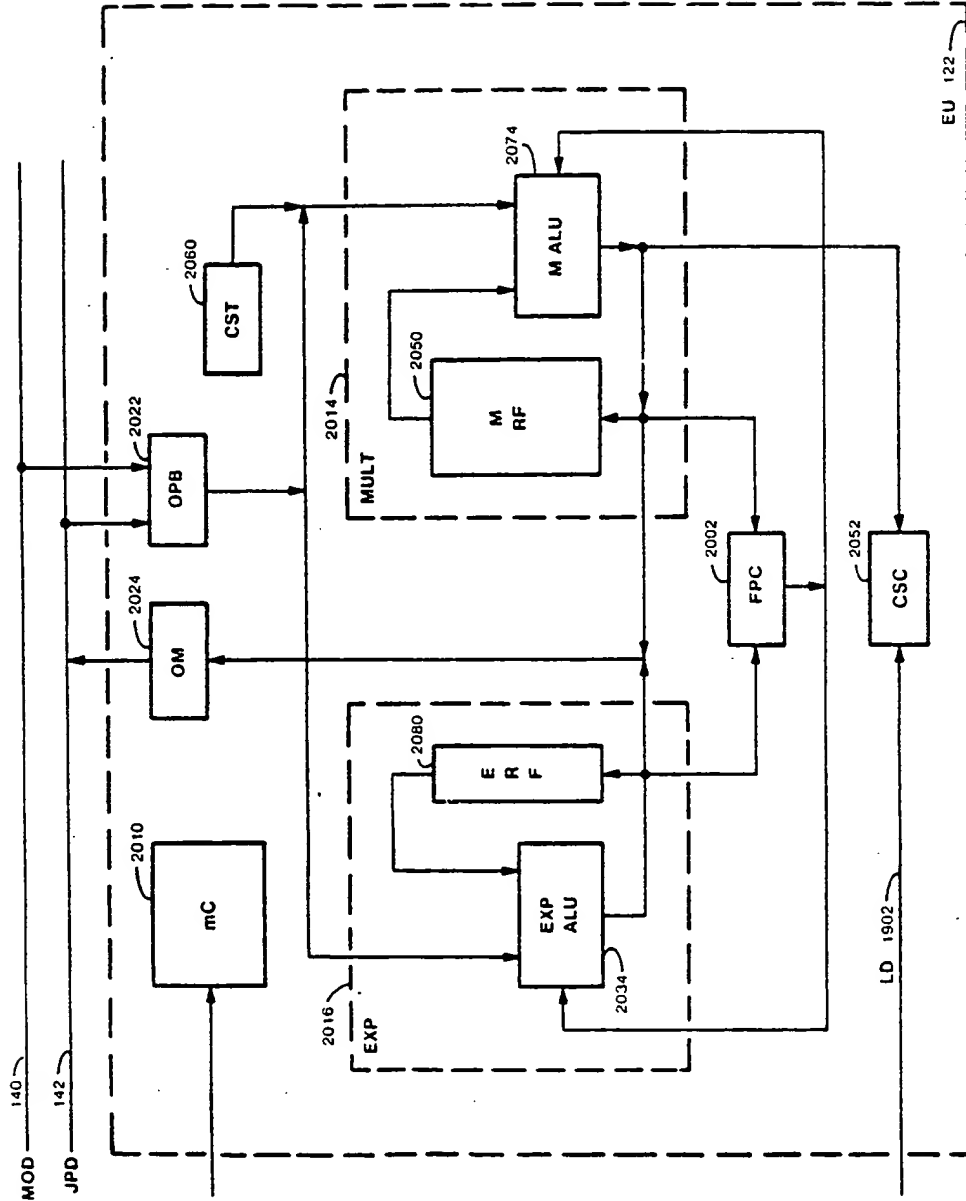 MOD
140
JPD
142
2010
mC
2024
OM
2022
OPB
2060
CST
2016
EXP
EXP
ALU
2034
2080
E
R
F
2014
MULT
2050
M
RF
2074
M ALU
2002
FPC
2052
CSC
LD 1902
EU 122